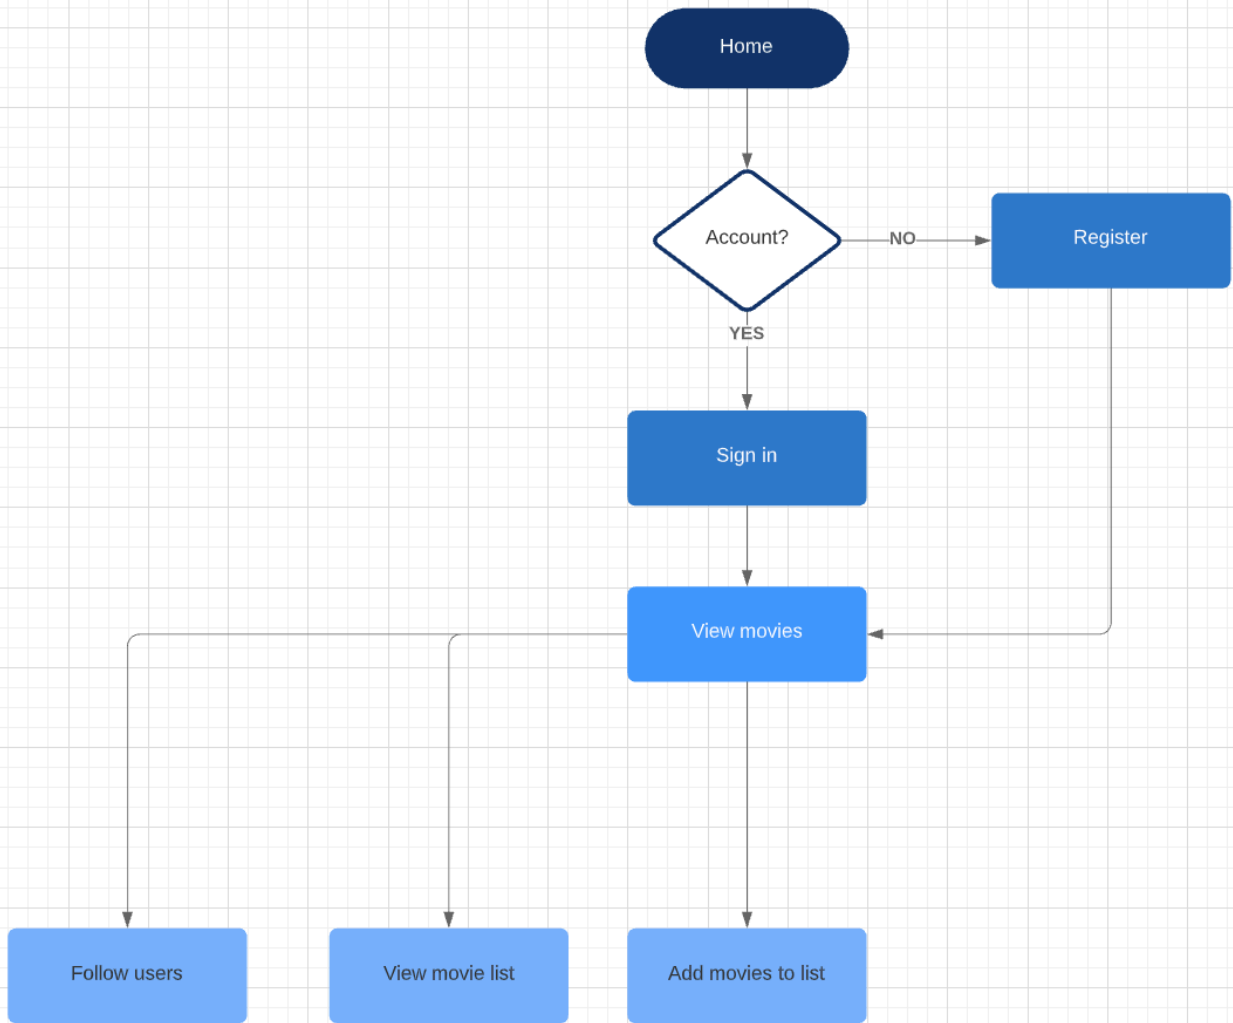 Home
Account?
NO
Register
YES
Sign in
View movies
Follow users
View movie list
Add movies to list